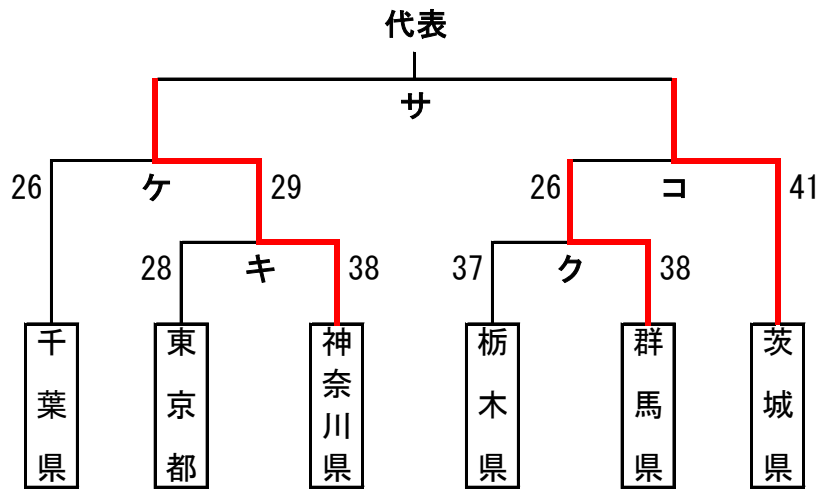 代表
サ
26 ケ 29 26 コ 41
28 キ 38 37 ク 38
千葉県
東京都
神奈川県
栃木県
群馬県
茨城県